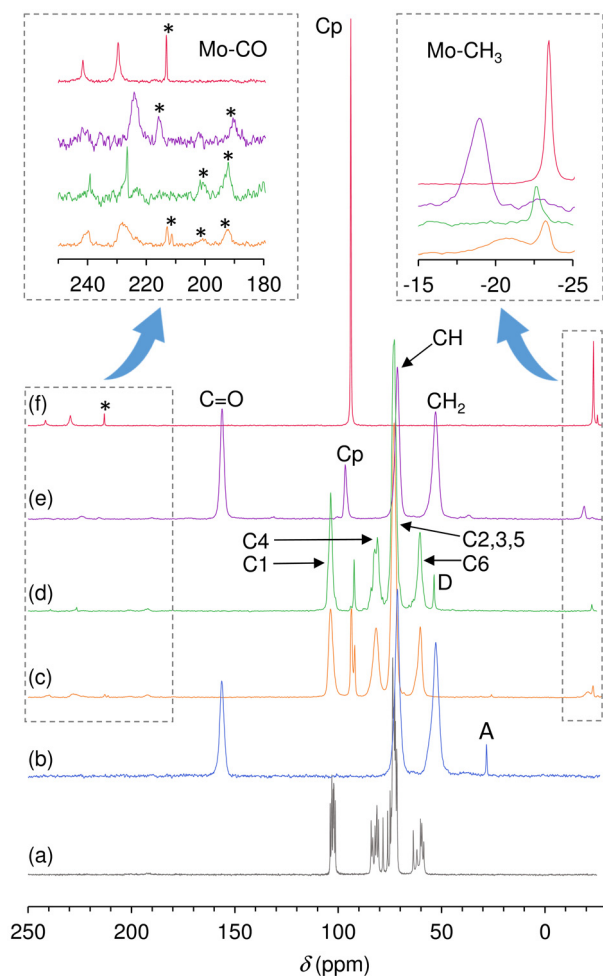 Cp
Mo-CO
*
*
*
*
*
*
*
*
240 220 200 180
Mo-CH3
-15 -20 -25
CH
(f)
*
C=O
CH2
(e)
Cp
C4
C2,3,5
C1
C6
(d)
D
(c)
A
(b)
(a)
250 200 150 100 50 0
δ (ppm)